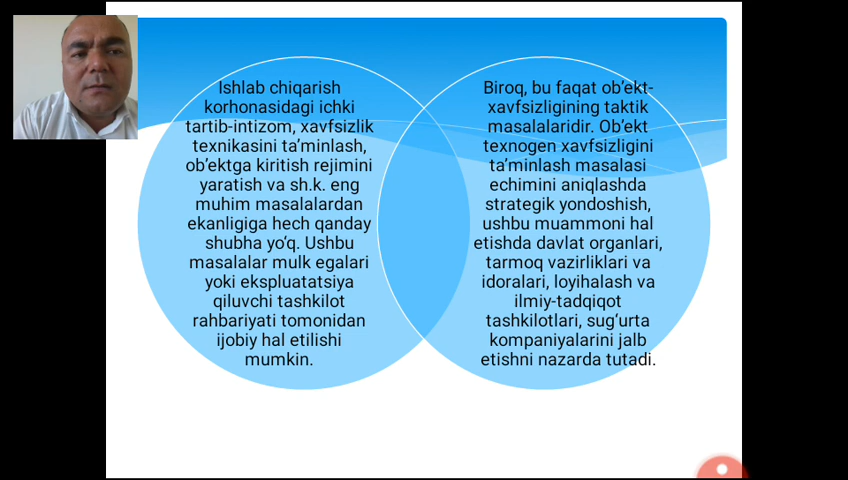 Ishlab chiqarish
korhonasidagi ichki
tartib-intizom, xavfsizlik
texnikasini ta’minlash,
ob’ektga kiritish rejimini
yaratish va sh.k. eng
muhim masalalardan
ekanligiga hech qanday
shubha yo‘q. Ushbu
masalalar mulk egalari
yoki ekspluatatsiya
qiluvchi tashkilot
rahbariyati tomonidan
ijobiy hal etilishi
mumkin.
Biroq, bu faqat ob’ekt-
xavfsizligining taktik
masalalaridir. Ob’ekt
texnogen xavfsizligini
ta’minlash masalasi
echimini aniqlashda
strategik yondoshish,
ushbu muammoni hal
etishda davlat organlari,
tarmoq vazirliklari va
idoralari, loyihalash va
ilmiy-tadqiqot
tashkilotlari, sug‘urta
kompaniyalarini jalb
etishni nazarda tutadi.